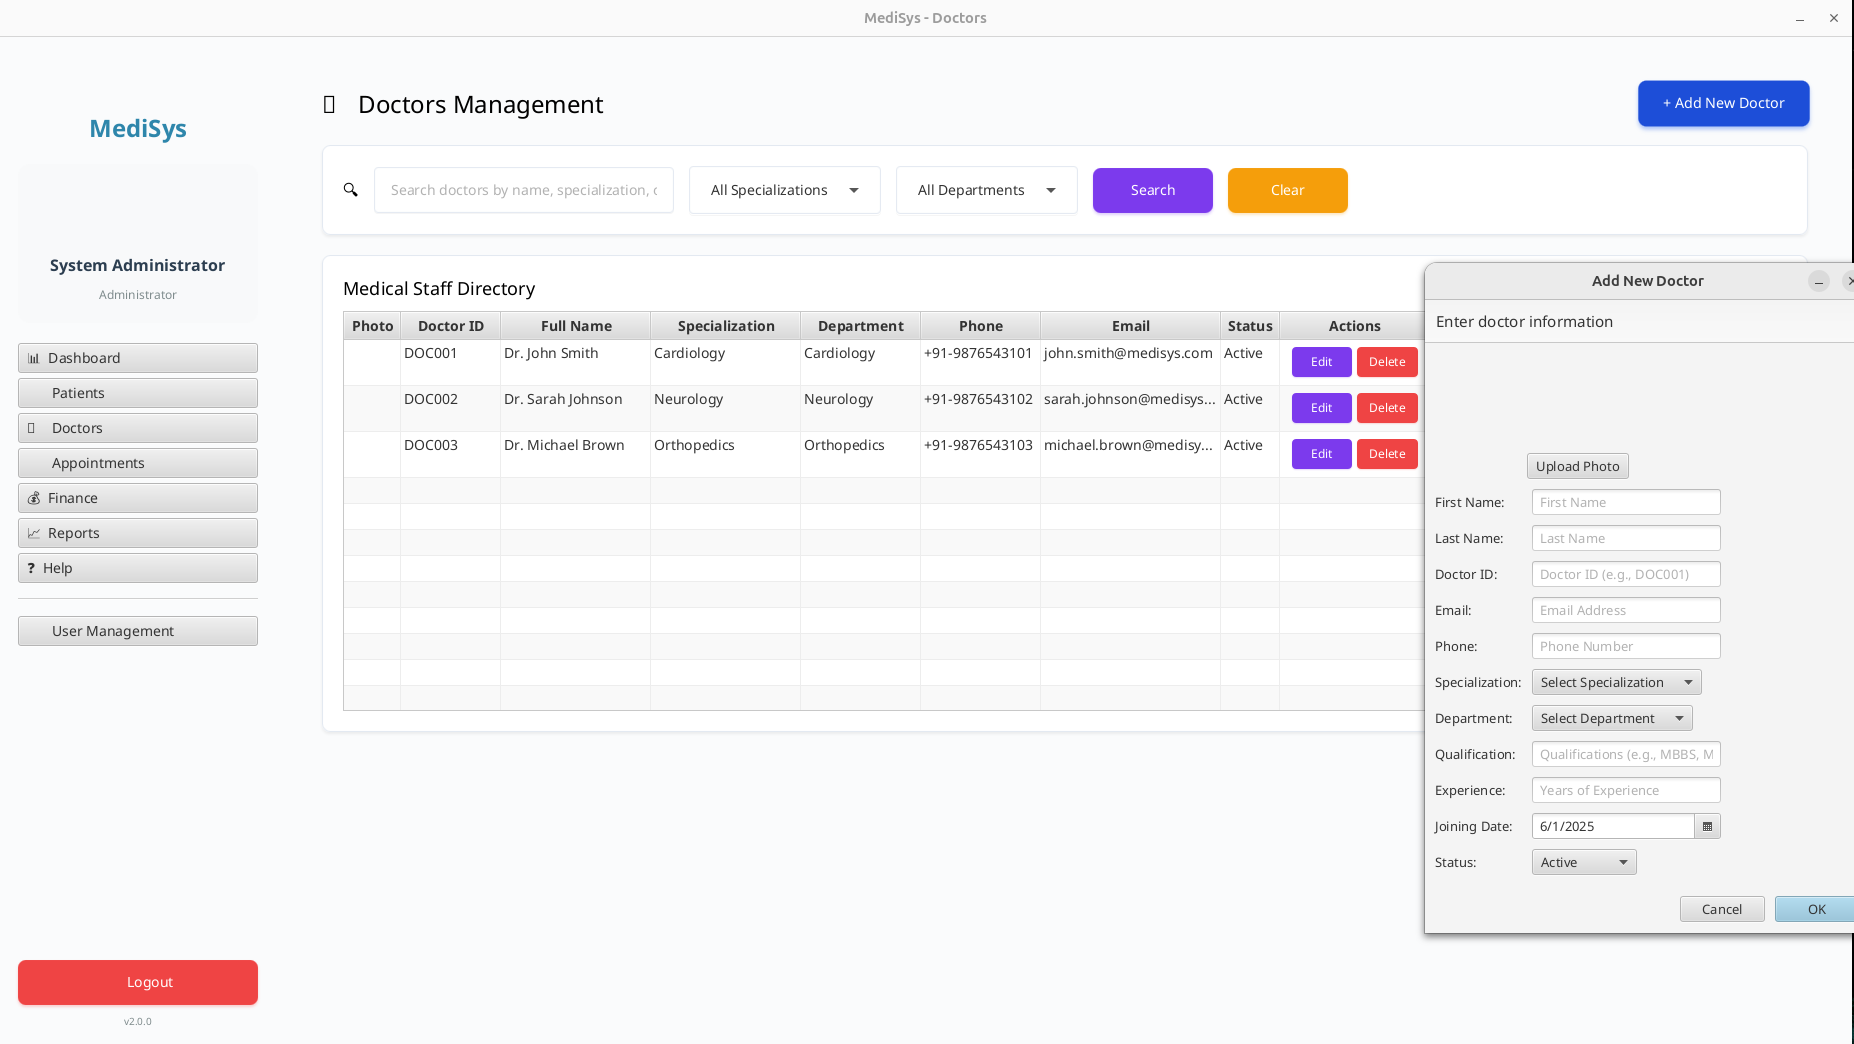 MediSys - Doctors
MediSys
System Administrator
Administrator
Dashboard
Patients
Doctors
Appointments
Finance
Reports
? Help
User Management
Logout
v2.0.0
Doctors Management
+ Add New Doctor
Search doctors by name, specialization, c
All Specializations
All Departments
Search
Clear
Medical Staff Directory
Photo Doctor ID Full Name Specialization Department Phone Email Status Actions
DOC001 Dr. John Smith Cardiology Cardiology +91-9876543101 john.smith@medisys.com Active Edit Delete
DOC002 Dr. Sarah Johnson Neurology Neurology +91-9876543102 sarah.johnson@medisys... Active Edit Delete
DOC003 Dr. Michael Brown Orthopedics Orthopedics +91-9876543103 michael.brown@medisy... Active Edit Delete
Add New Doctor
Enter doctor information
Upload Photo
First Name: First Name
Last Name: Last Name
Doctor ID: Doctor ID (e.g., DOC001)
Email: Email Address
Phone: Phone Number
Specialization: Select Specialization
Department: Select Department
Qualification: Qualifications (e.g., MBBS, M
Experience: Years of Experience
Joining Date: 6/1/2025
Status: Active
Cancel OK